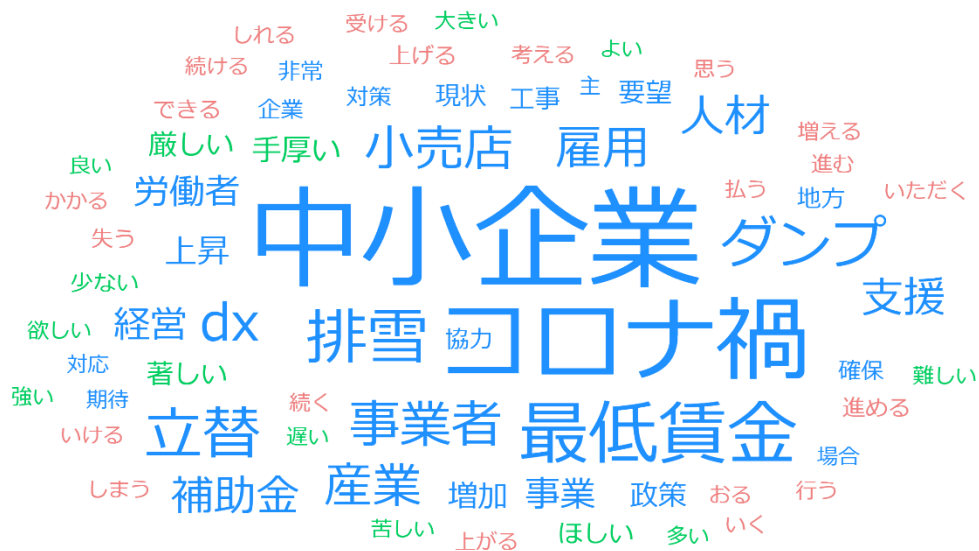 受ける 大きい
しれる 上げる 考える よい
続ける 非常 思う
できる 企業 対策 現状 工事 主 要望 人材
厳しい 手厚い 小売店 雇用 増える
良い 進む
かかる 労働者 払う 地方 いただく
失う 上昇 中小企業 ダンプ
少ない 支援
欲しい 経営 dx 排雪 協力 コロナ禍
対応 著しい 確保 難しい
強い 期待 続く 進める
いける 立替 遅い 事業者 最低賃金 場合
しまう 補助金 産業 増加 事業 政策 おる 行う
苦しい 上がる ほしい 多い いく